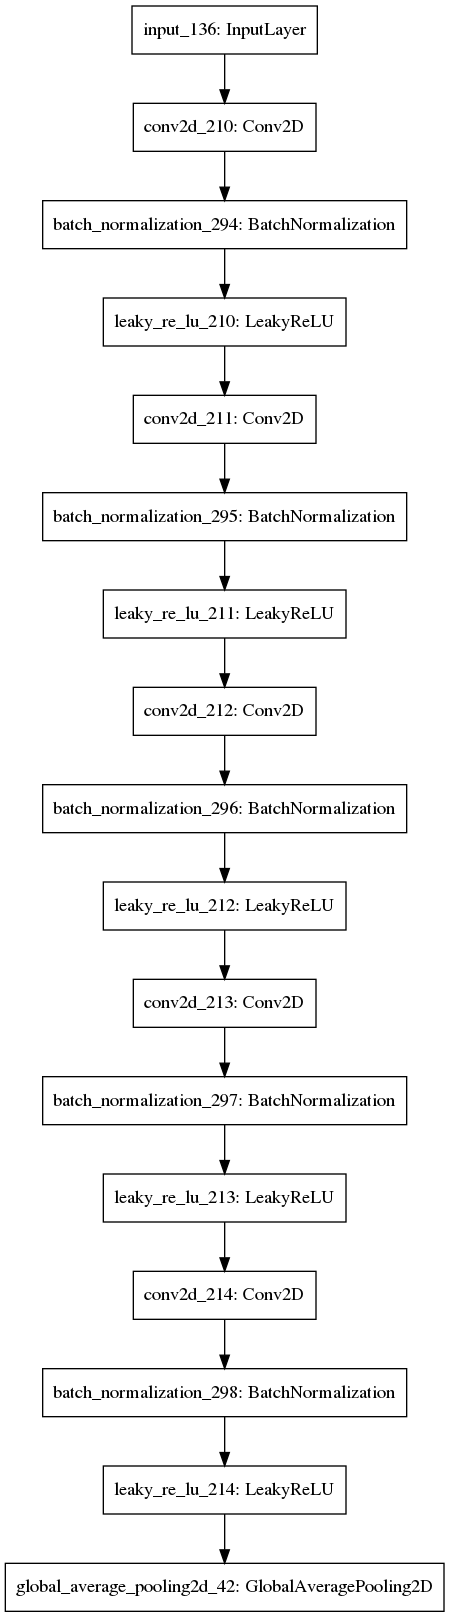 input_136: InputLayer
conv2d_210: Conv2D
batch_normalization_294: BatchNormalization
leaky_re_lu_210: LeakyReLU
conv2d_211: Conv2D
batch_normalization_295: BatchNormalization
leaky_re_lu_211: LeakyReLU
conv2d_212: Conv2D
batch_normalization_296: BatchNormalization
leaky_re_lu_212: LeakyReLU
conv2d_213: Conv2D
batch_normalization_297: BatchNormalization
leaky_re_lu_213: LeakyReLU
conv2d_214: Conv2D
batch_normalization_298: BatchNormalization
leaky_re_lu_214: LeakyReLU
global_average_pooling2d_42: GlobalAveragePooling2D